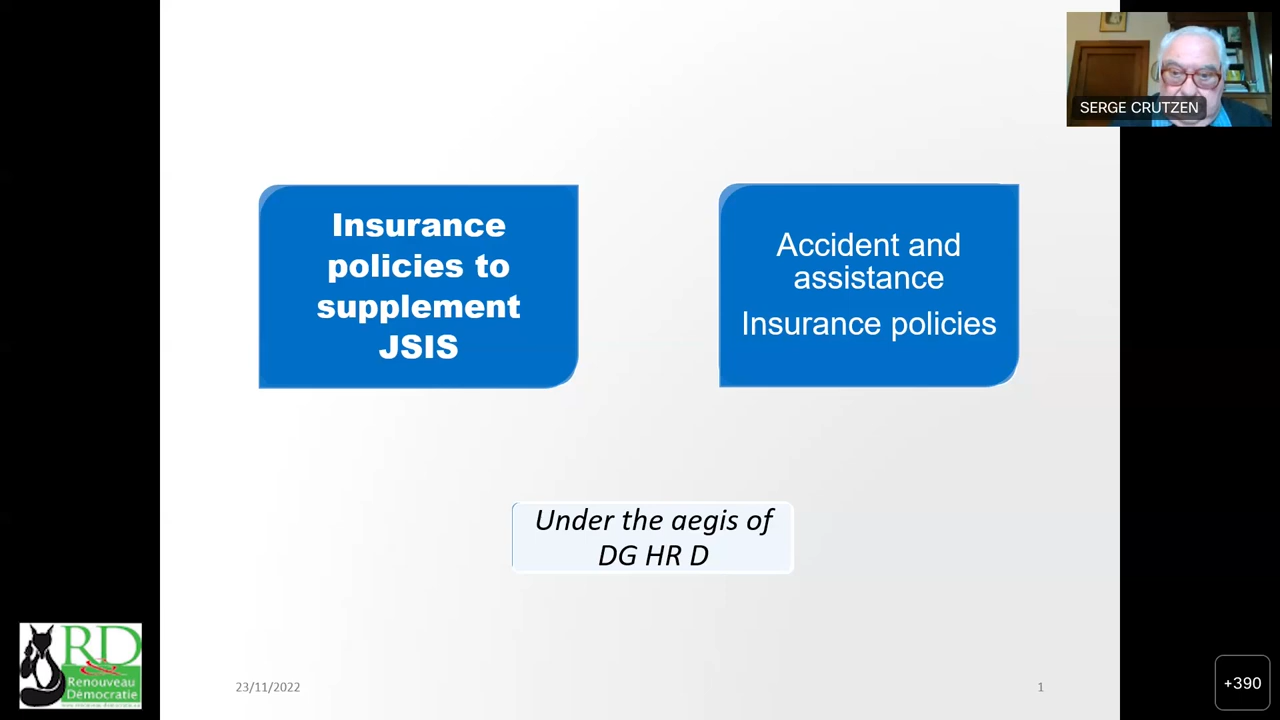 SERGE CRUTZEN
Insurance
policies to
supplement
JSIS
Accident and
assistance
Insurance policies
Under the aegis of
DG HR D
RD
Renouveau
Démocratie
23/11/2022
1
+390